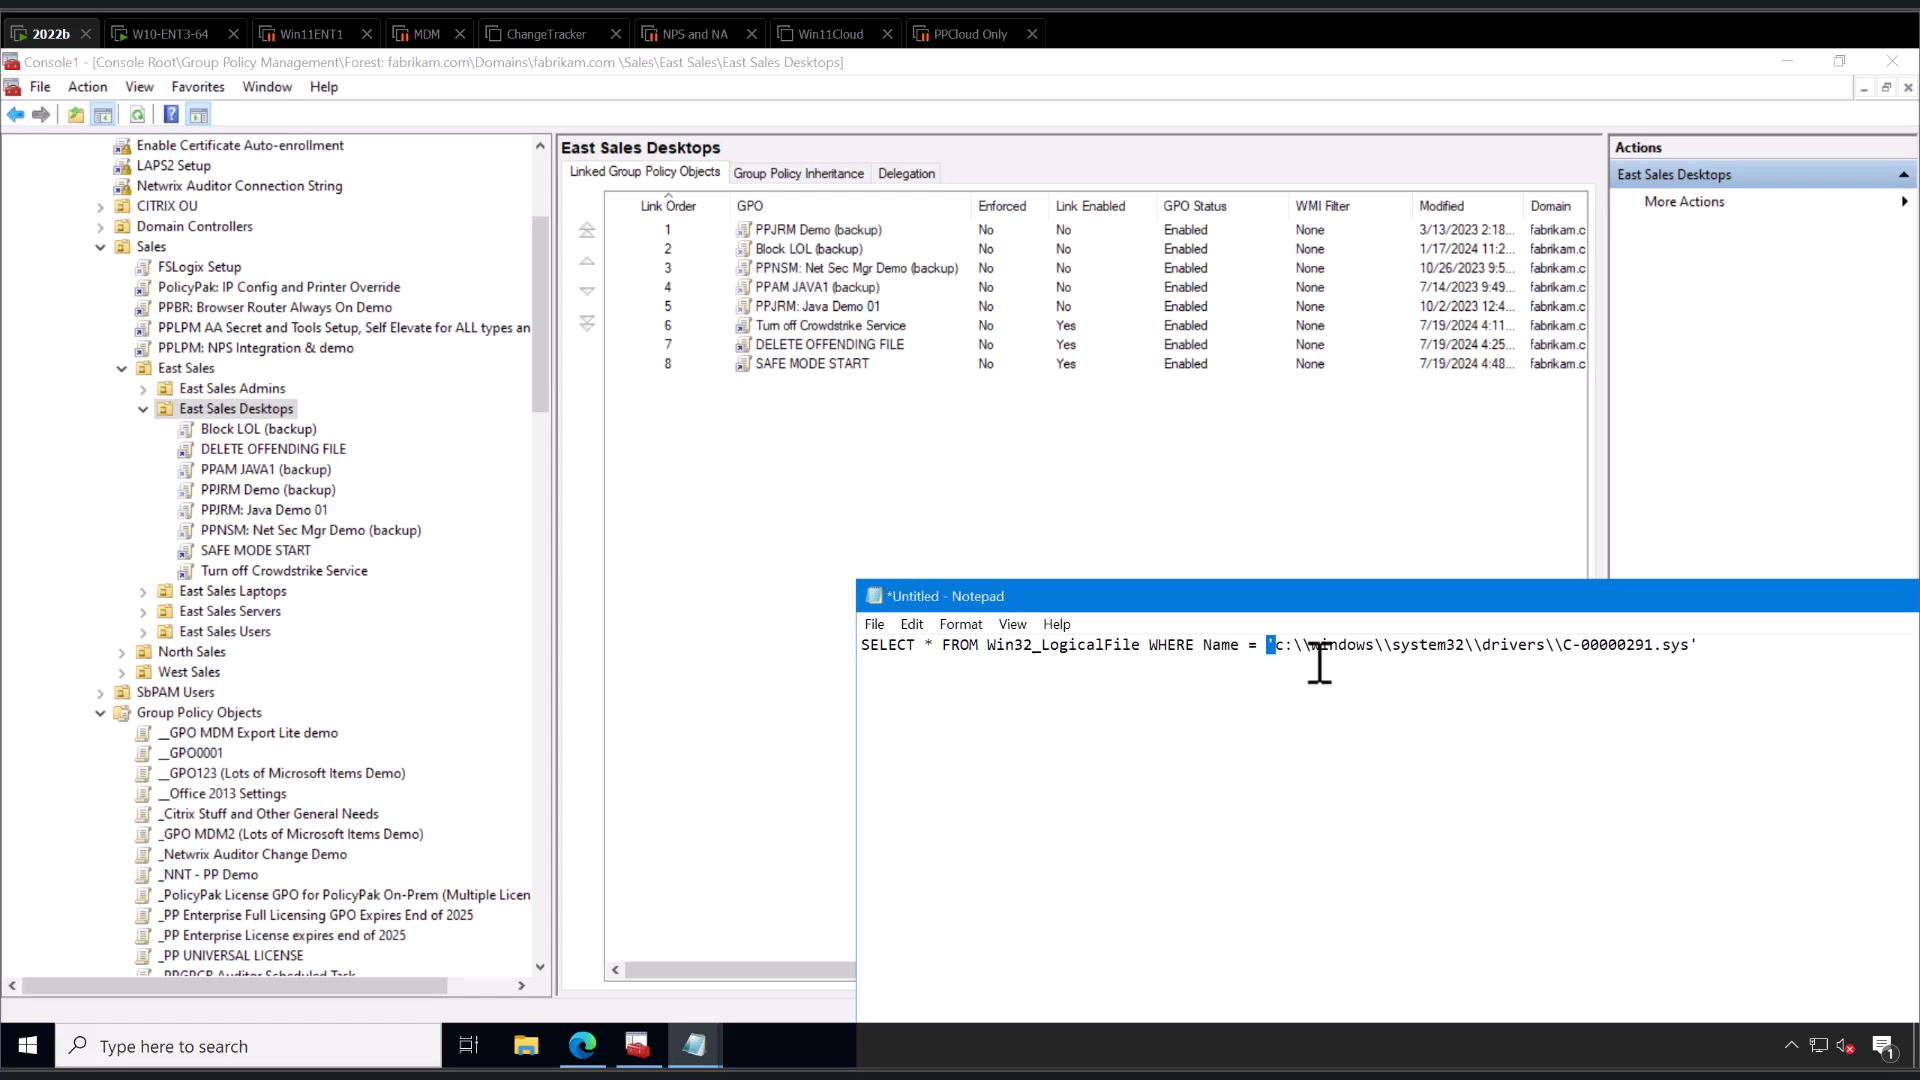 2022b
W10-ENT3-64
Win11ENT1
MDM
ChangeTracker
NPS and NA
Win11Cloud
PPCloud Only
Console1 - [Console Root\Group Policy Management\Forest: fabrikam.com\Domains\fabrikam.com \Sales\East Sales\East Sales Desktops]
File Action View Favorites Window Help
Enable Certificate Auto-enrollment
LAPS2 Setup
Netwrix Auditor Connection String
CITRIX OU
Domain Controllers
Sales
FSLogix Setup
PolicyPak: IP Config and Printer Override
PPBR: Browser Router Always On Demo
PPLPM AA Secret and Tools Setup, Self Elevate for ALL types an
PPLPM: NPS Integration & demo
East Sales
East Sales Admins
East Sales Desktops
Block LOL (backup)
DELETE OFFENDING FILE
PPAM JAVA1 (backup)
PPJRM Demo (backup)
PPJRM: Java Demo 01
PPNSM: Net Sec Mgr Demo (backup)
SAFE MODE START
Turn off Crowdstrike Service
East Sales Laptops
East Sales Servers
East Sales Users
North Sales
West Sales
SbPAM Users
Group Policy Objects
__GPO MDM Export Lite demo
__GPO0001
__GPO123 (Lots of Microsoft Items Demo)
__Office 2013 Settings
_Citrix Stuff and Other General Needs
_GPO MDM2 (Lots of Microsoft Items Demo)
_Netwrix Auditor Change Demo
_NNT - PP Demo
_PolicyPak License GPO for PolicyPak On-Prem (Multiple Licen
_PP Enterprise Full Licensing GPO Expires End of 2025
_PP Enterprise License expires end of 2025
_PP UNIVERSAL LICENSE
East Sales Desktops
Linked Group Policy Objects Group Policy Inheritance Delegation
Link Order GPO Enforced Link Enabled GPO Status WMI Filter Modified Domain
1 PPJRM Demo (backup) No No Enabled None 3/13/2023 2:18... fabrikam.c
2 Block LOL (backup) No No Enabled None 1/17/2024 11:2... fabrikam.c
3 PPNSM: Net Sec Mgr Demo (backup) No No Enabled None 10/26/2023 9:5... fabrikam.c
4 PPAM JAVA1 (backup) No No Enabled None 7/14/2023 9:49... fabrikam.c
5 PPJRM: Java Demo 01 No No Enabled None 10/2/2023 12:4... fabrikam.c
6 Turn off Crowdstrike Service No Yes Enabled None 7/19/2024 4:11... fabrikam.c
7 DELETE OFFENDING FILE No Yes Enabled None 7/19/2024 4:25... fabrikam.c
8 SAFE MODE START No Yes Enabled None 7/19/2024 4:48... fabrikam.c
Actions
East Sales Desktops
More Actions
*Untitled - Notepad
File Edit Format View Help
SELECT * FROM Win32_LogicalFile WHERE Name = 'c:\\windows\\system32\\drivers\\C-00000291.sys'
Type here to search
1